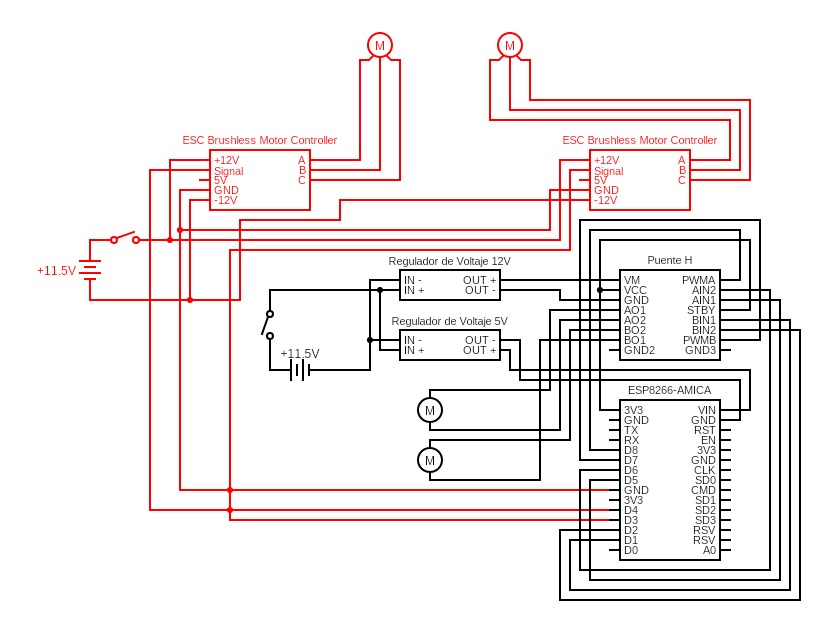 M
M
ESC Brushless Motor Controller
+12V
Signal
5V
GND
-12V
A
B
C
ESC Brushless Motor Controller
+12V
Signal
5V
GND
-12V
A
B
C
+11.5V
Regulador de Voltaje 12V
IN -
IN +
OUT +
OUT -
Regulador de Voltaje 5V
IN -
IN +
OUT -
OUT +
+11.5V
Puente H
VM
VCC
GND
AO1
AO2
BO2
BO1
GND2
PWMA
AIN2
AIN1
STBY
BIN1
BIN2
PWMB
GND3
M
M
ESP8266-AMICA
3V3
GND
TX
RX
D8
D7
D6
D5
GND
3V3
D4
D3
D2
D1
D0
VIN
GND
RST
EN
3V3
GND
CLK
SD0
CMD
SD1
SD2
SD3
RSV
RSV
A0